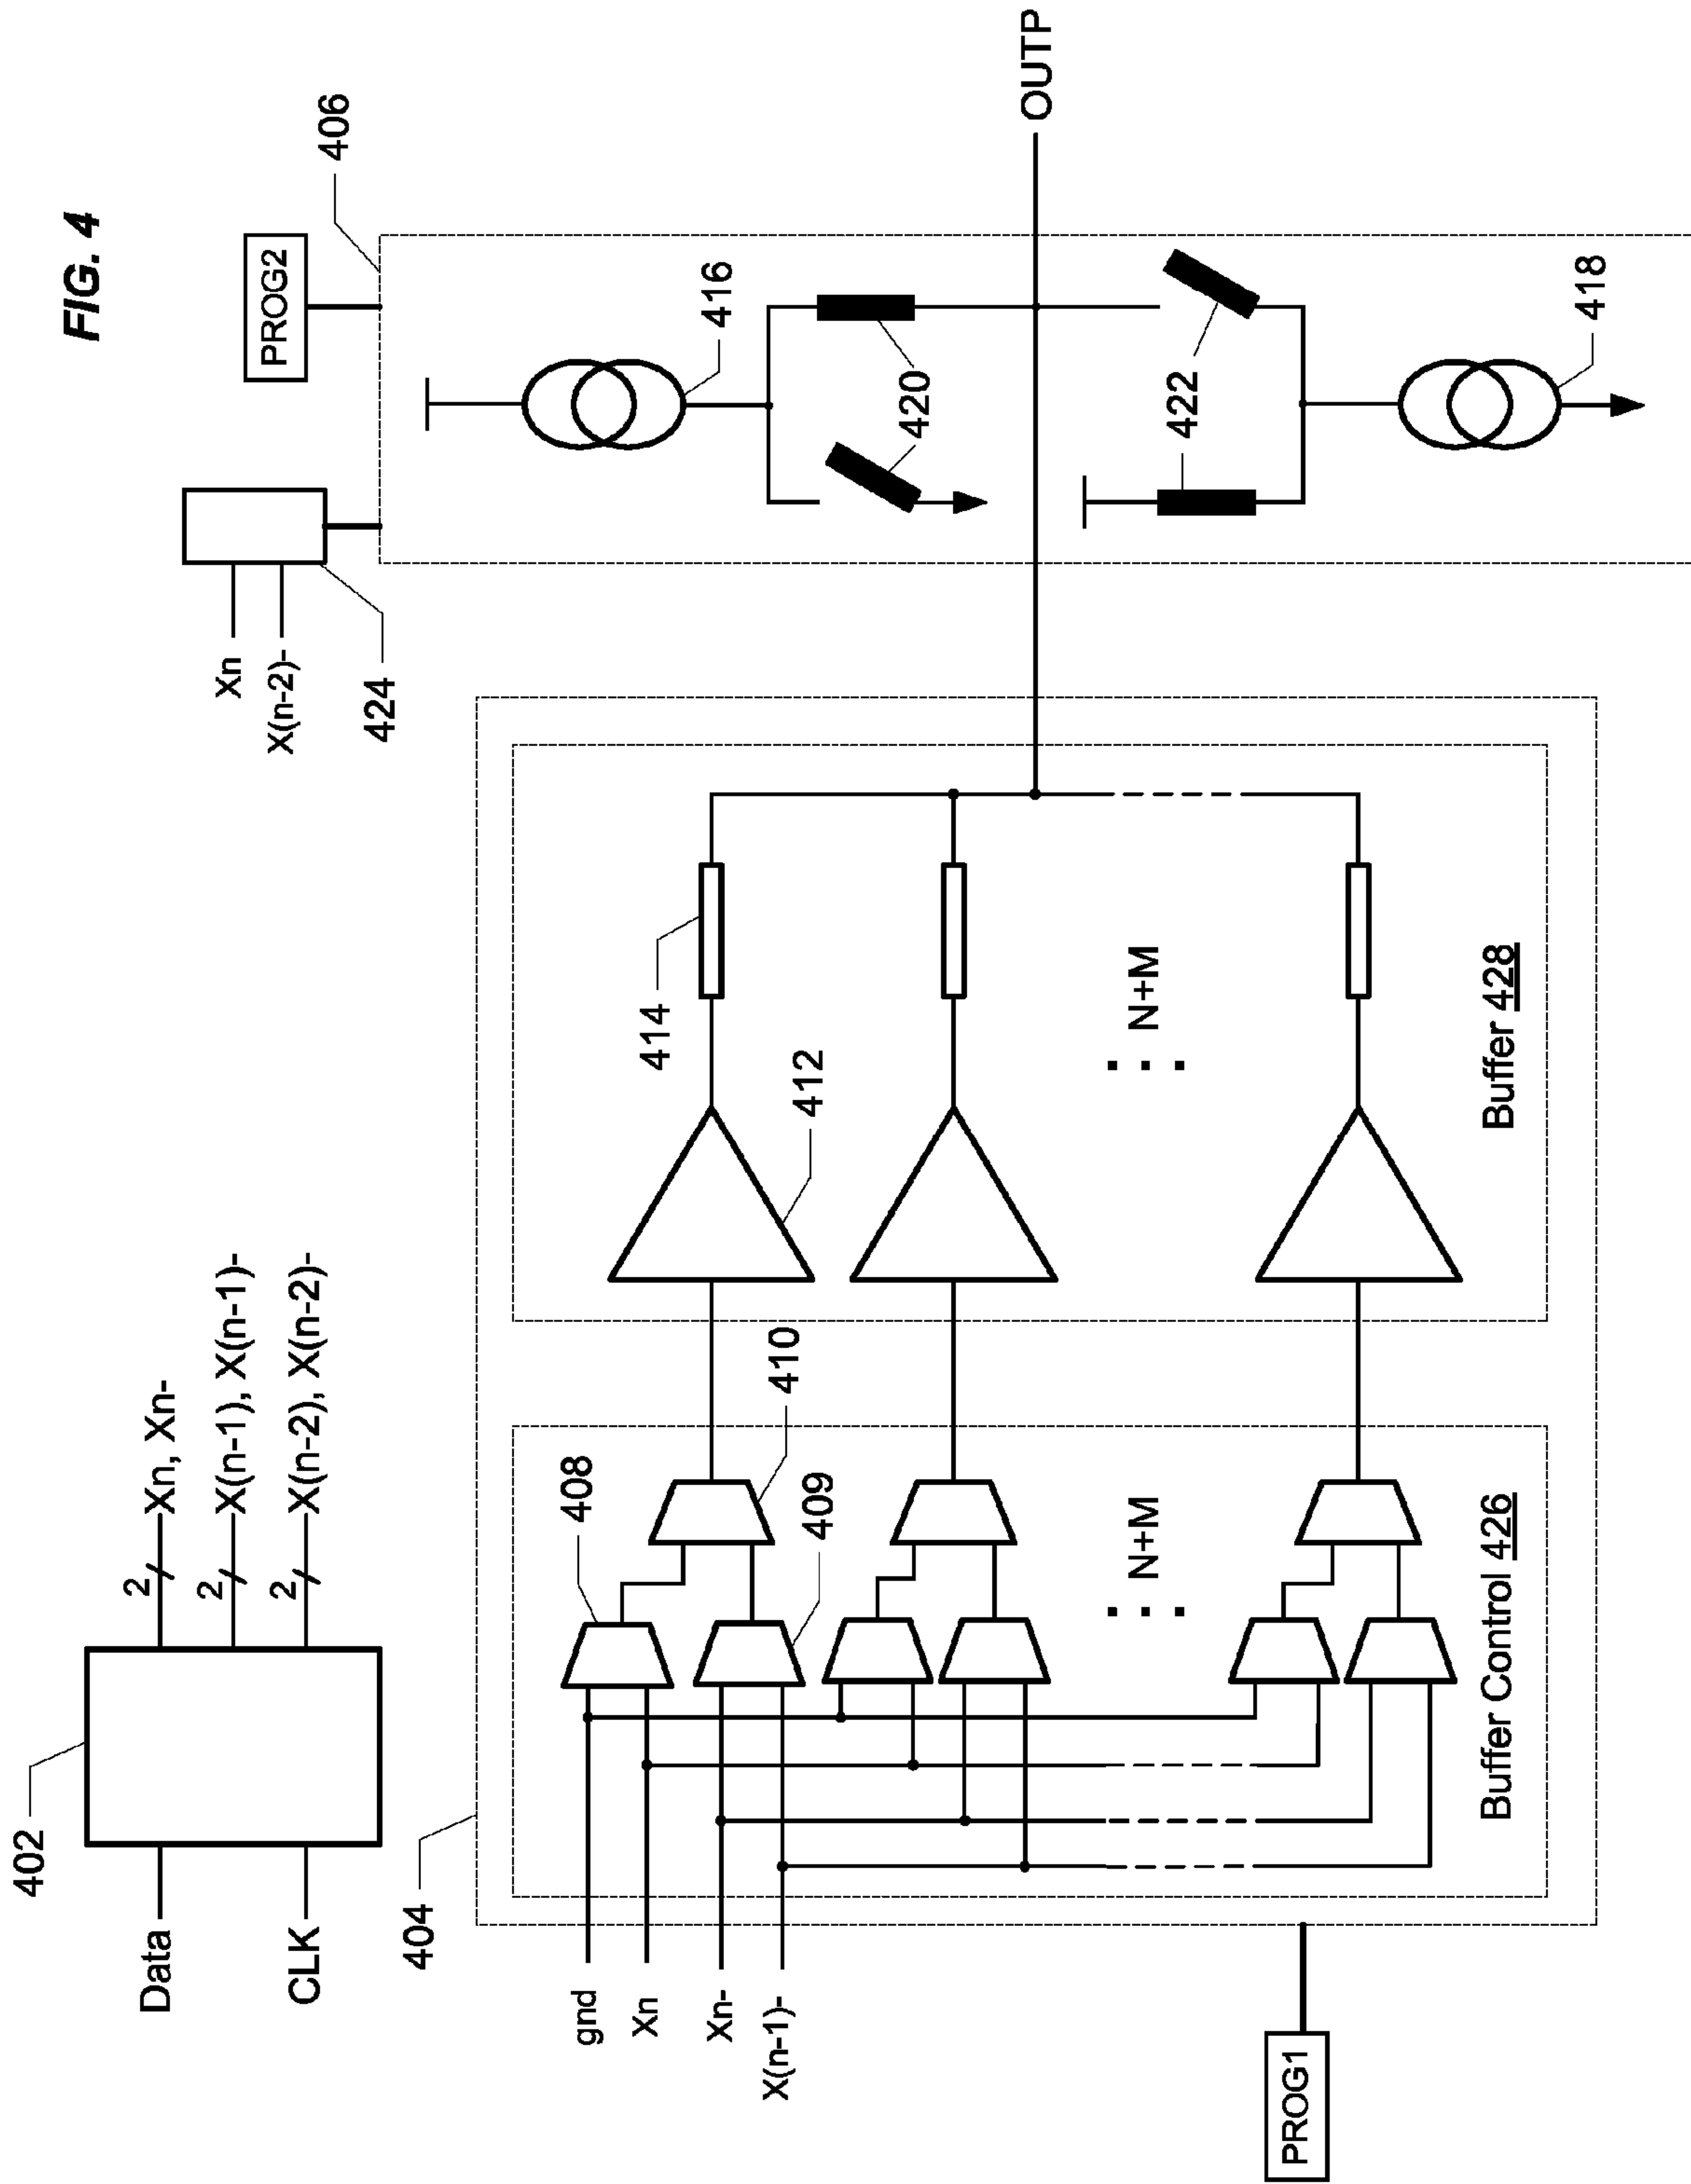 FIG. 4
402
Data
CLK
2
Xn, Xn-
2
X(n-1), X(n-1)-
2
X(n-2), X(n-2)-
Xn
X(n-2)-
424
PROG2
406
404
gnd
Xn
Xn-
X(n-1)-
408
409
410
412
414
416
420
422
418
OUTP
N+M
N+M
Buffer Control 426
Buffer 428
PROG1